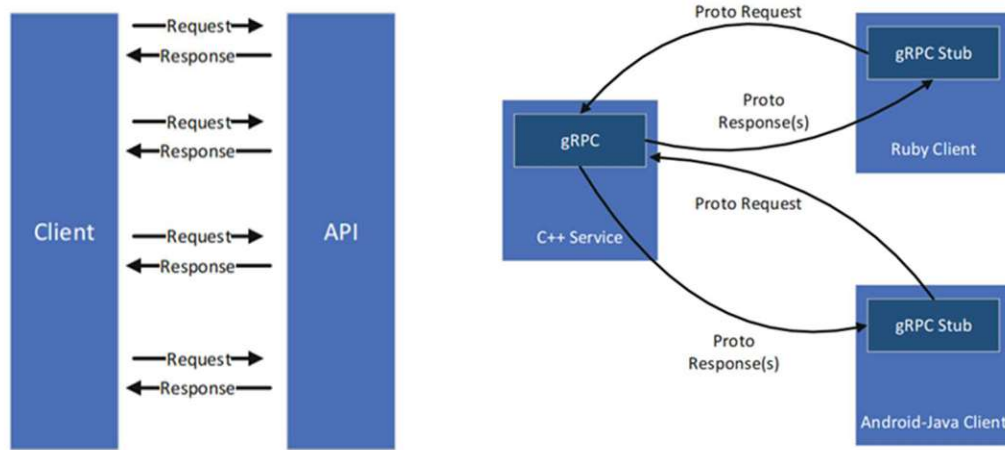 Client
Request
Response
Request
Response
Request
Response
Request
Response
API
Proto Request
gRPC Stub
Ruby Client
Proto
Response(s)
gRPC
C++ Service
Proto Request
gRPC Stub
Android-Java Client
Proto
Response(s)